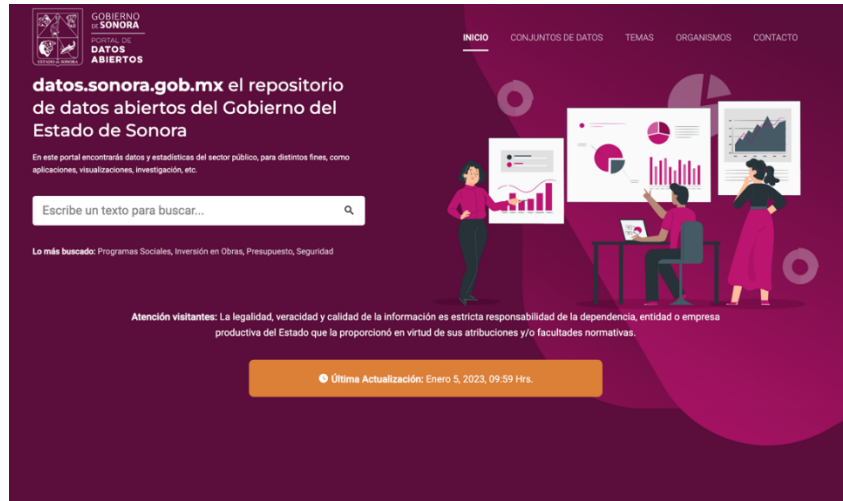 GOBIERNO
DE SONORA
PORTAL DE
DATOS
ABIERTOS
ESTADO DE SONORA
INICIO
CONJUNTOS DE DATOS
TEMAS
ORGANISMOS
CONTACTO
datos.sonora.gob.mx el repositorio
de datos abiertos del Gobierno del
Estado de Sonora
En este portal encontrarás datos y estadísticas del sector público, para distintos fines, como
aplicaciones, visualizaciones, investigación, etc.
Escribe un texto para buscar...
Lo más buscado: Programas Sociales, Inversión en Obras, Presupuesto, Seguridad
Atención visitantes: La legalidad, veracidad y calidad de la información es estricta responsabilidad de la dependencia, entidad o empresa
productiva del Estado que la proporcionó en virtud de sus atribuciones y/o facultades normativas.
Última Actualización: Enero 5, 2023, 09:59 Hrs.